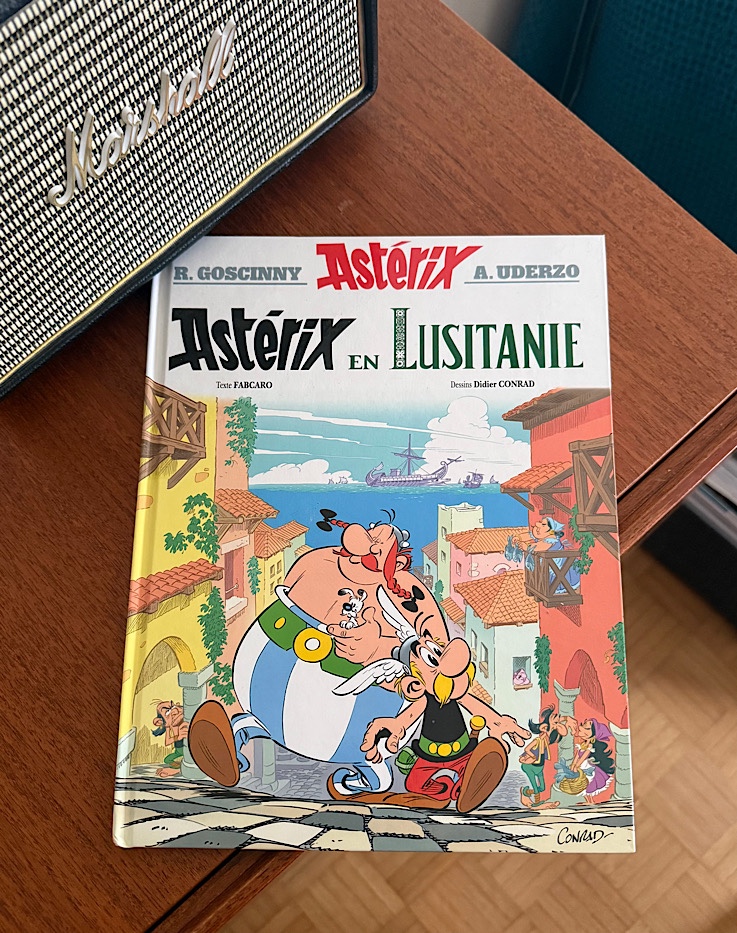 Marshall
R. GOSCINNY Astérix A. UDERZO
Astérix EN LUSITANIE
Texte FABCARO Dessins Didier CONRAD
CONRAD